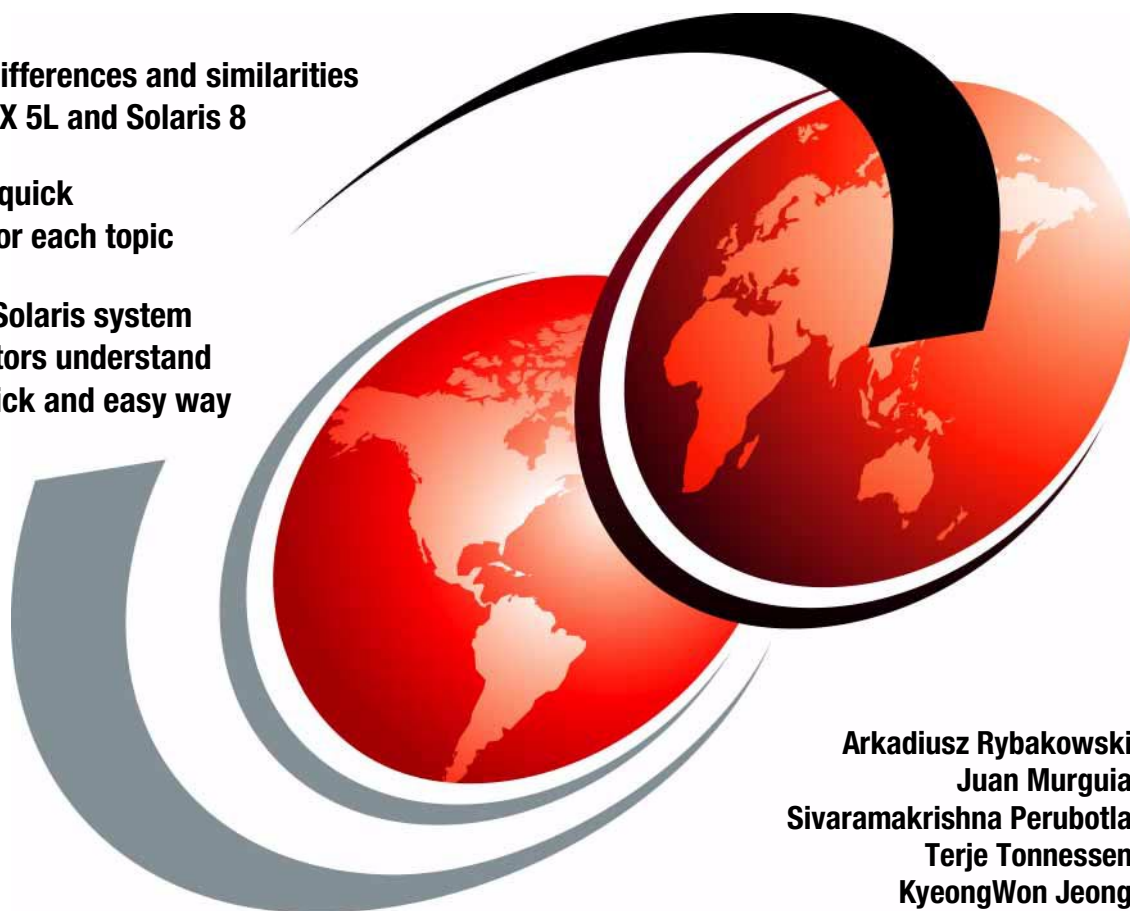 ifferences and similarities
X 5L and Solaris 8
quick
or each topic
Solaris system
tors understand
ick and easy way
Arkadiusz Rybakowski
Juan Murguia
Sivaramakrishna Perubotla
Terje Tonnessen
KyeongWon Jeong